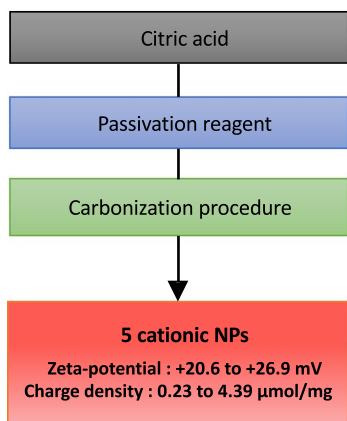 Citric acid
Passivation reagent
Carbonization procedure
5 cationic NPs
Zeta-potential : +20.6 to +26.9 mV
Charge density : 0.23 to 4.39 µmol/mg